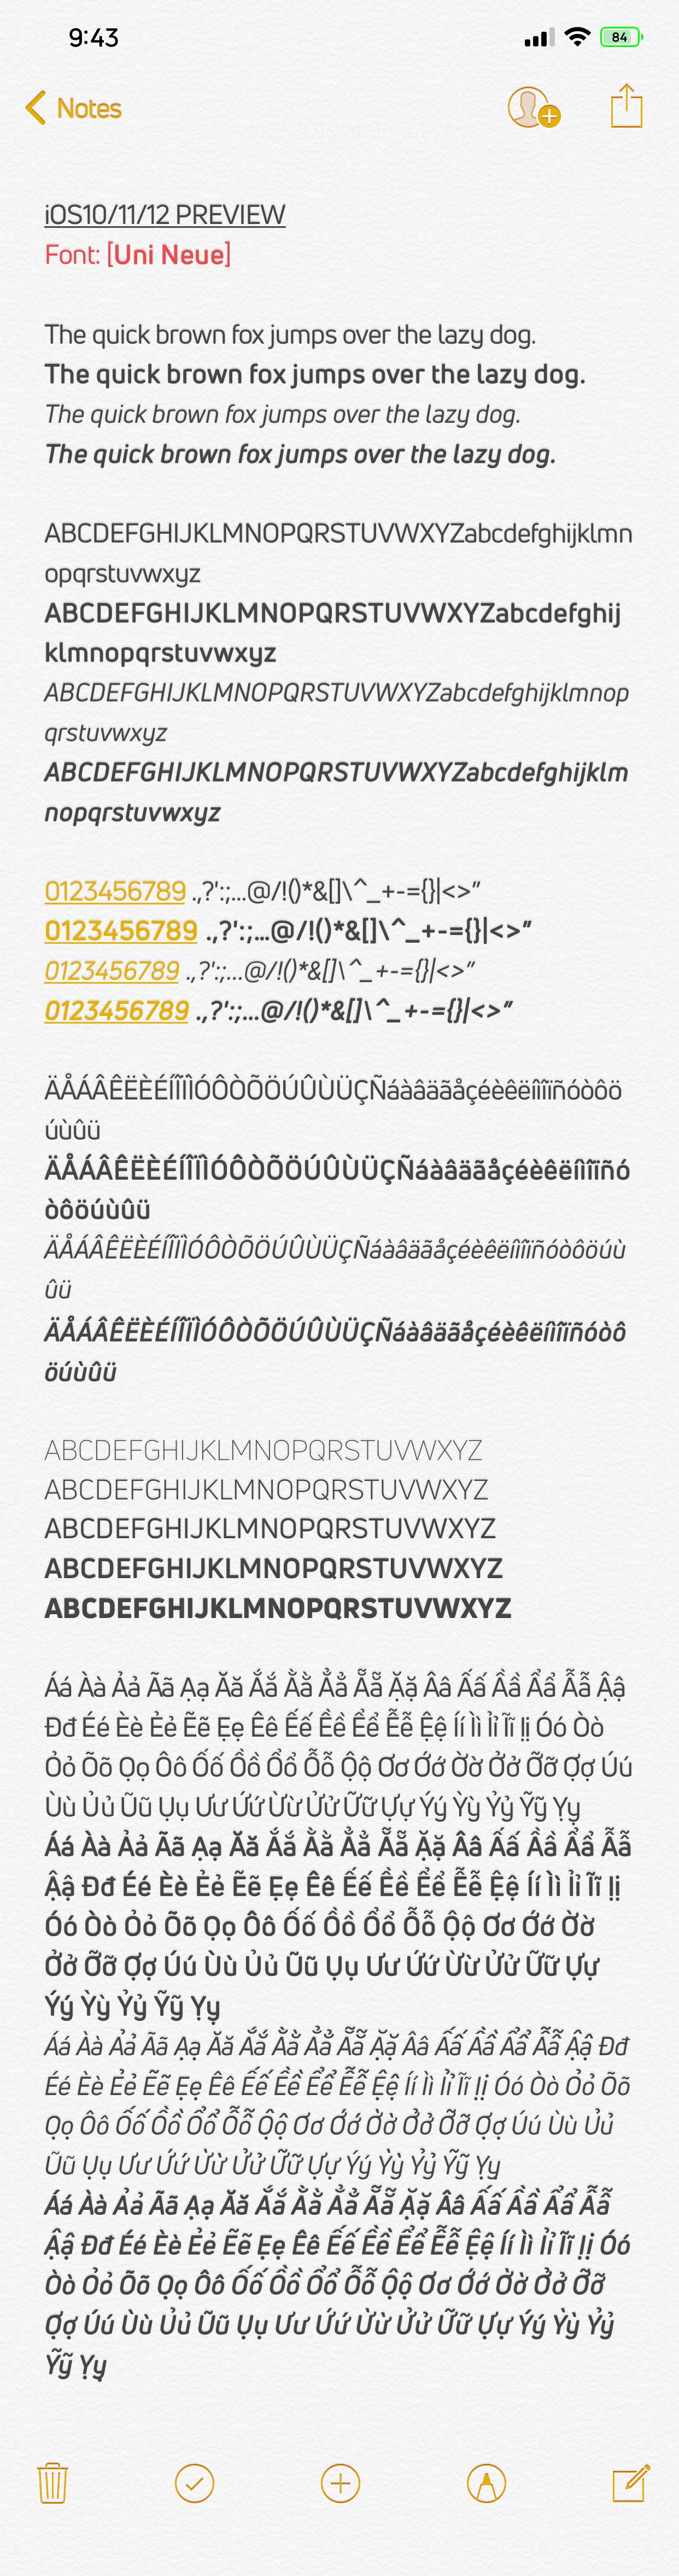 9:43
84
Notes
iOS10/11/12 PREVIEW
Font: [Uni Neue]
The quick brown fox jumps over the lazy dog.
The quick brown fox jumps over the lazy dog.
The quick brown fox jumps over the lazy dog.
The quick brown fox jumps over the lazy dog.
ABCDEFGHIJKLMNOPQRSTUVWXYZabcdefghijklmn
opqrstuvwxyz
ABCDEFGHIJKLMNOPQRSTUVWXYZabcdefghij
klmnopqrstuvwxyz
ABCDEFGHIJKLMNOPQRSTUVWXYZabcdefghijklmnop
qrstuvwxyz
ABCDEFGHIJKLMNOPQRSTUVWXYZabcdefghijklm
nopqrstuvwxyz
0123456789 .,?':;...@/!()*&[]\^_+-={}|<>"
0123456789 .,?':;...@/!()*&[]\^_+-={}|<>"
0123456789 .,?':;...@/!()*&[]\^_+-={}|<>"
0123456789 .,?':;...@/!()*&[]\^_+-={}|<>"
ÄÅÁÂÊËÈÉÍÎÏÌÓÔÒÕÖÚÛÙÜÇÑáàâäãåçéèêëíìîïñóòôö
úùûü
ÄÅÁÂÊËÈÉÍÎÏÌÓÔÒÕÖÚÛÙÜÇÑáàâäãåçéèêëíìîïñó
òôöúùûü
ÄÅÁÂÊËÈÉÍÎÏÌÓÔÒÕÖÚÛÙÜÇÑáàâäãåçéèêëíìîïñóòôöúù
ûü
ÄÅÁÂÊËÈÉÍÎÏÌÓÔÒÕÖÚÛÙÜÇÑáàâäãåçéèêëíìîïñóòô
öúùûü
ABCDEFGHIJKLMNOPQRSTUVWXYZ
ABCDEFGHIJKLMNOPQRSTUVWXYZ
ABCDEFGHIJKLMNOPQRSTUVWXYZ
ABCDEFGHIJKLMNOPQRSTUVWXYZ
ABCDEFGHIJKLMNOPQRSTUVWXYZ
Áá Àà Ảả Ãã Ạạ Ăă Ắắ Ằằ Ẳẳ Ẵẵ Ặặ Ââ Ấấ Ầầ Ẩẩ Ẫẫ Ậậ
Đđ Éé Èè Ẻẻ Ẽẽ Ẹẹ Êê Ếế Ềề Ểể Ễễ Ệệ Íí Ìì Ỉỉ Ĩĩ Ịị Óó Òò
Ỏỏ Õõ Ọọ Ôô Ốố Ồồ Ổổ Ỗỗ Ộộ Ơơ Ớớ Ờờ Ởở Ỡỡ Ợợ Úú
Ùù Ủủ Ũũ Ụụ Ưư Ứứ Ừừ Ửử Ữữ Ựự Ýý Ỳỳ Ỷỷ Ỹỹ Ỵỵ
Áá Àà Ảả Ãã Ạạ Ăă Ắắ Ằằ Ẳẳ Ẵẵ Ặặ Ââ Ấấ Ầầ Ẩẩ Ẫẫ
Ậậ Đđ Éé Èè Ẻẻ Ẽẽ Ẹẹ Êê Ếế Ềề Ểể Ễễ Ệệ Íí Ìì Ỉỉ Ĩĩ Ịị
Óó Òò Ỏỏ Õõ Ọọ Ôô Ốố Ồồ Ổổ Ỗỗ Ộộ Ơơ Ớớ Ờờ
Ởở Ỡỡ Ợợ Úú Ùù Ủủ Ũũ Ụụ Ưư Ứứ Ừừ Ửử Ữữ Ựự
Ýý Ỳỳ Ỷỷ Ỹỹ Ỵỵ
Áá Àà Ảả Ãã Ạạ Ăă Ắắ Ằằ Ẳẳ Ẵẵ Ặặ Ââ Ấấ Ầầ Ẩẩ Ẫẫ Ậậ Đđ
Éé Èè Ẻẻ Ẽẽ Ẹẹ Êê Ếế Ềề Ểể Ễễ Ệệ Íí Ìì Ỉỉ Ĩĩ Ịị Óó Òò Ỏỏ Õõ
Ọọ Ôô Ốố Ồồ Ổổ Ỗỗ Ộộ Ơơ Ớớ Ờờ Ởở Ỡỡ Ợợ Úú Ùù Ủủ
Ũũ Ụụ Ưư Ứứ Ừừ Ửử Ữữ Ựự Ýý Ỳỳ Ỷỷ Ỹỹ Ỵỵ
Áá Àà Ảả Ãã Ạạ Ăă Ắắ Ằằ Ẳẳ Ẵẵ Ặặ Ââ Ấấ Ầầ Ẩẩ Ẫẫ
Ậậ Đđ Éé Èè Ẻẻ Ẽẽ Ẹẹ Êê Ếế Ềề Ểể Ễễ Ệệ Íí Ìì Ỉỉ Ĩĩ Ịị Óó
Òò Ỏỏ Õõ Ọọ Ôô Ốố Ồồ Ổổ Ỗỗ Ộộ Ơơ Ớớ Ờờ Ởở Ỡỡ
Ợợ Úú Ùù Ủủ Ũũ Ụụ Ưư Ứứ Ừừ Ửử Ữữ Ựự Ýý Ỳỳ Ỷỷ
Ỹỹ Ỵỵ